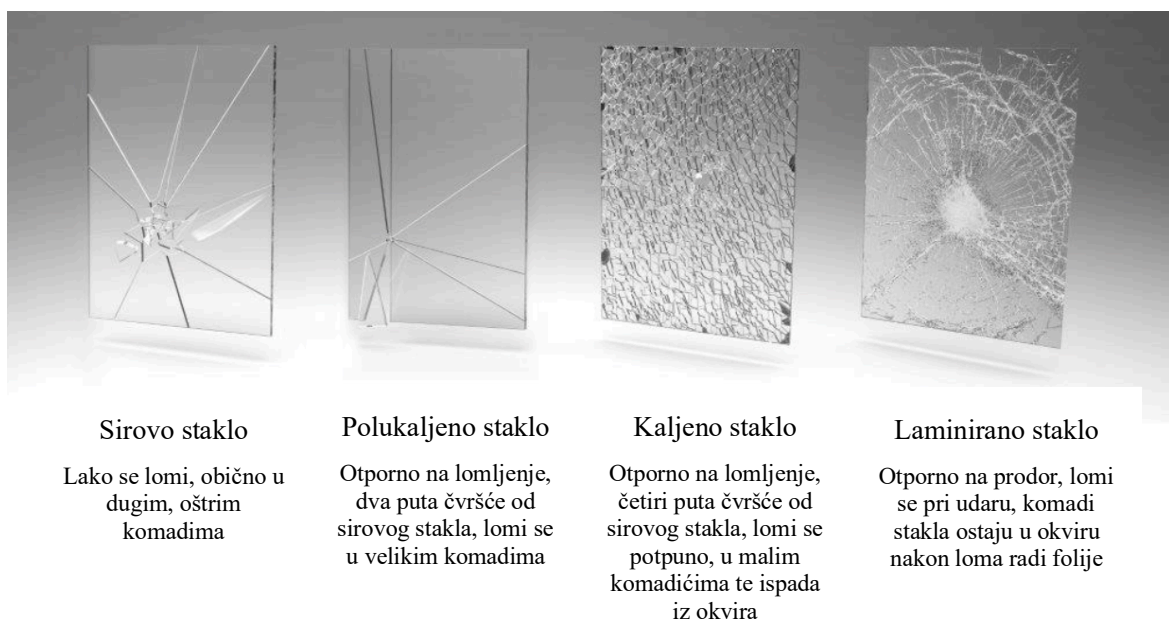 Sirovo staklo
Lako se lomi, obično u
dugim, oštrim
komadima
Polukaljeno staklo
Otporno na lomljenje,
dva puta čvršće od
sirovog stakla, lomi se
u velikim komadima
Kaljeno staklo
Otporno na lomljenje,
četiri puta čvršće od
sirovog stakla, lomi se
potpuno, u malim
komadićima te ispada
iz okvira
Laminirano staklo
Otporno na prodor, lomi
se pri udaru, komadi
stakla ostaju u okviru
nakon loma radi folije